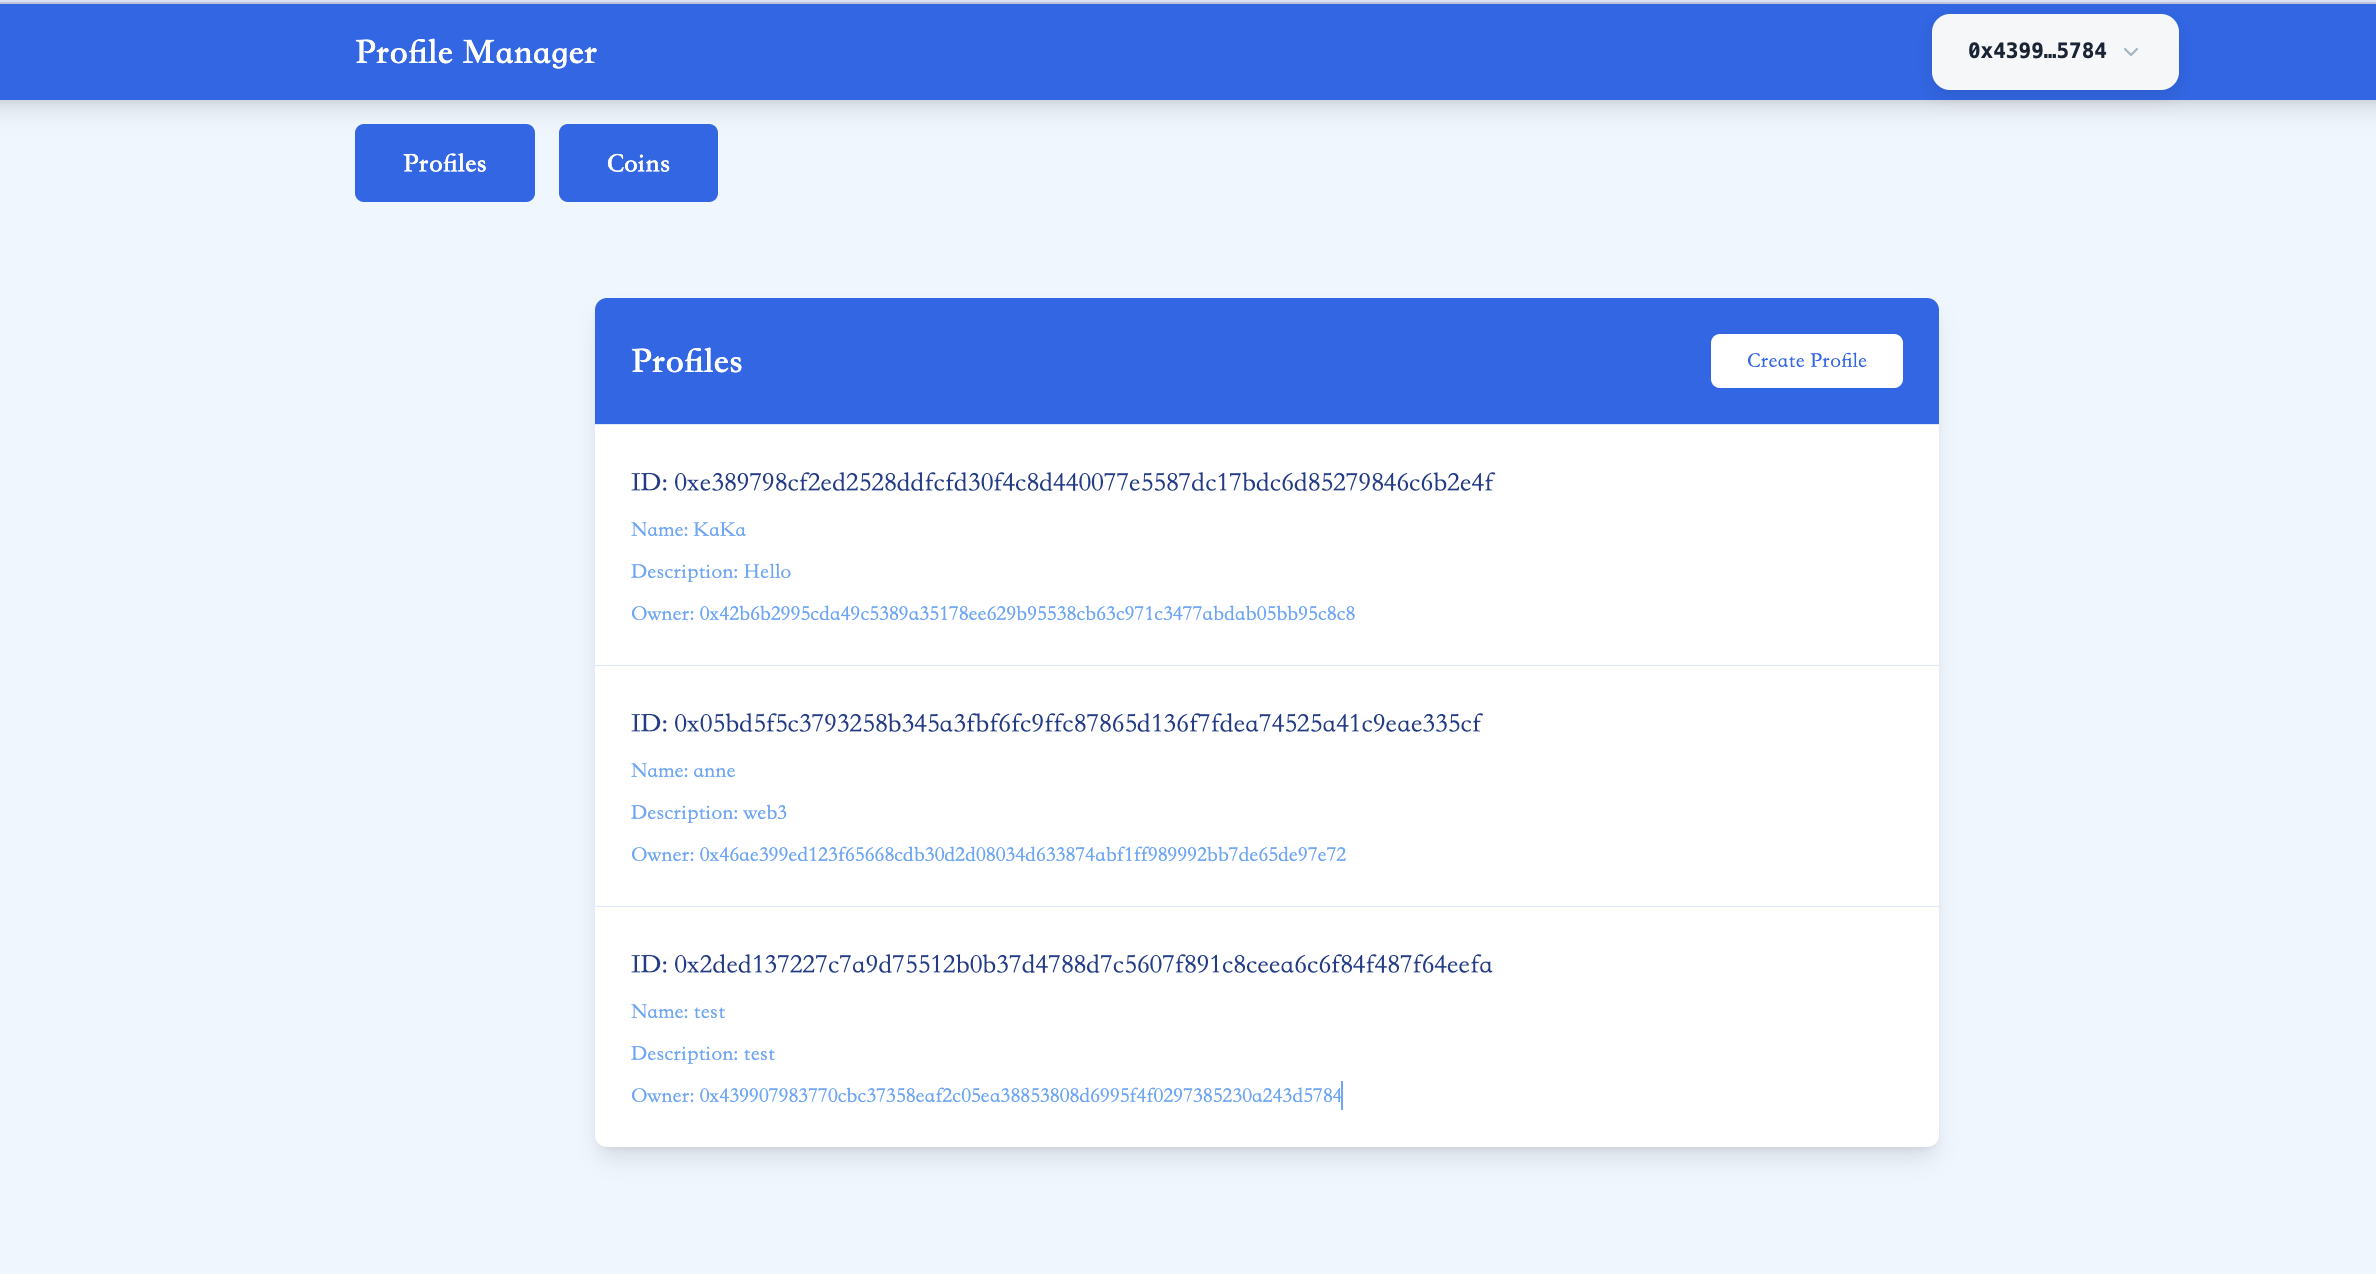 Profile Manager
0x4399…5784
Profiles
Coins
Profiles
Create Profile
ID: 0xe389798cf2ed2528ddfcfd30f4c8d440077e5587dc17bdc6d85279846c6b2e4f
Name: KaKa
Description: Hello
Owner: 0x42b6b2995cda49c5389a35178ee629b95538cb63c971c3477abdab05bb95c8c8
ID: 0x05bd5f5c3793258b345a3fbf6fc9ffc87865d136f7fdea74525a41c9eae335cf
Name: anne
Description: web3
Owner: 0x46ae399ed123f65668cdb30d2d08034d633874abf1ff989992bb7de65de97e72
ID: 0x2ded137227c7a9d75512b0b37d4788d7c5607f891c8ceea6c6f84f487f64eefa
Name: test
Description: test
Owner: 0x439907983770cbc37358eaf2c05ea38853808d6995f4f0297385230a243d5784